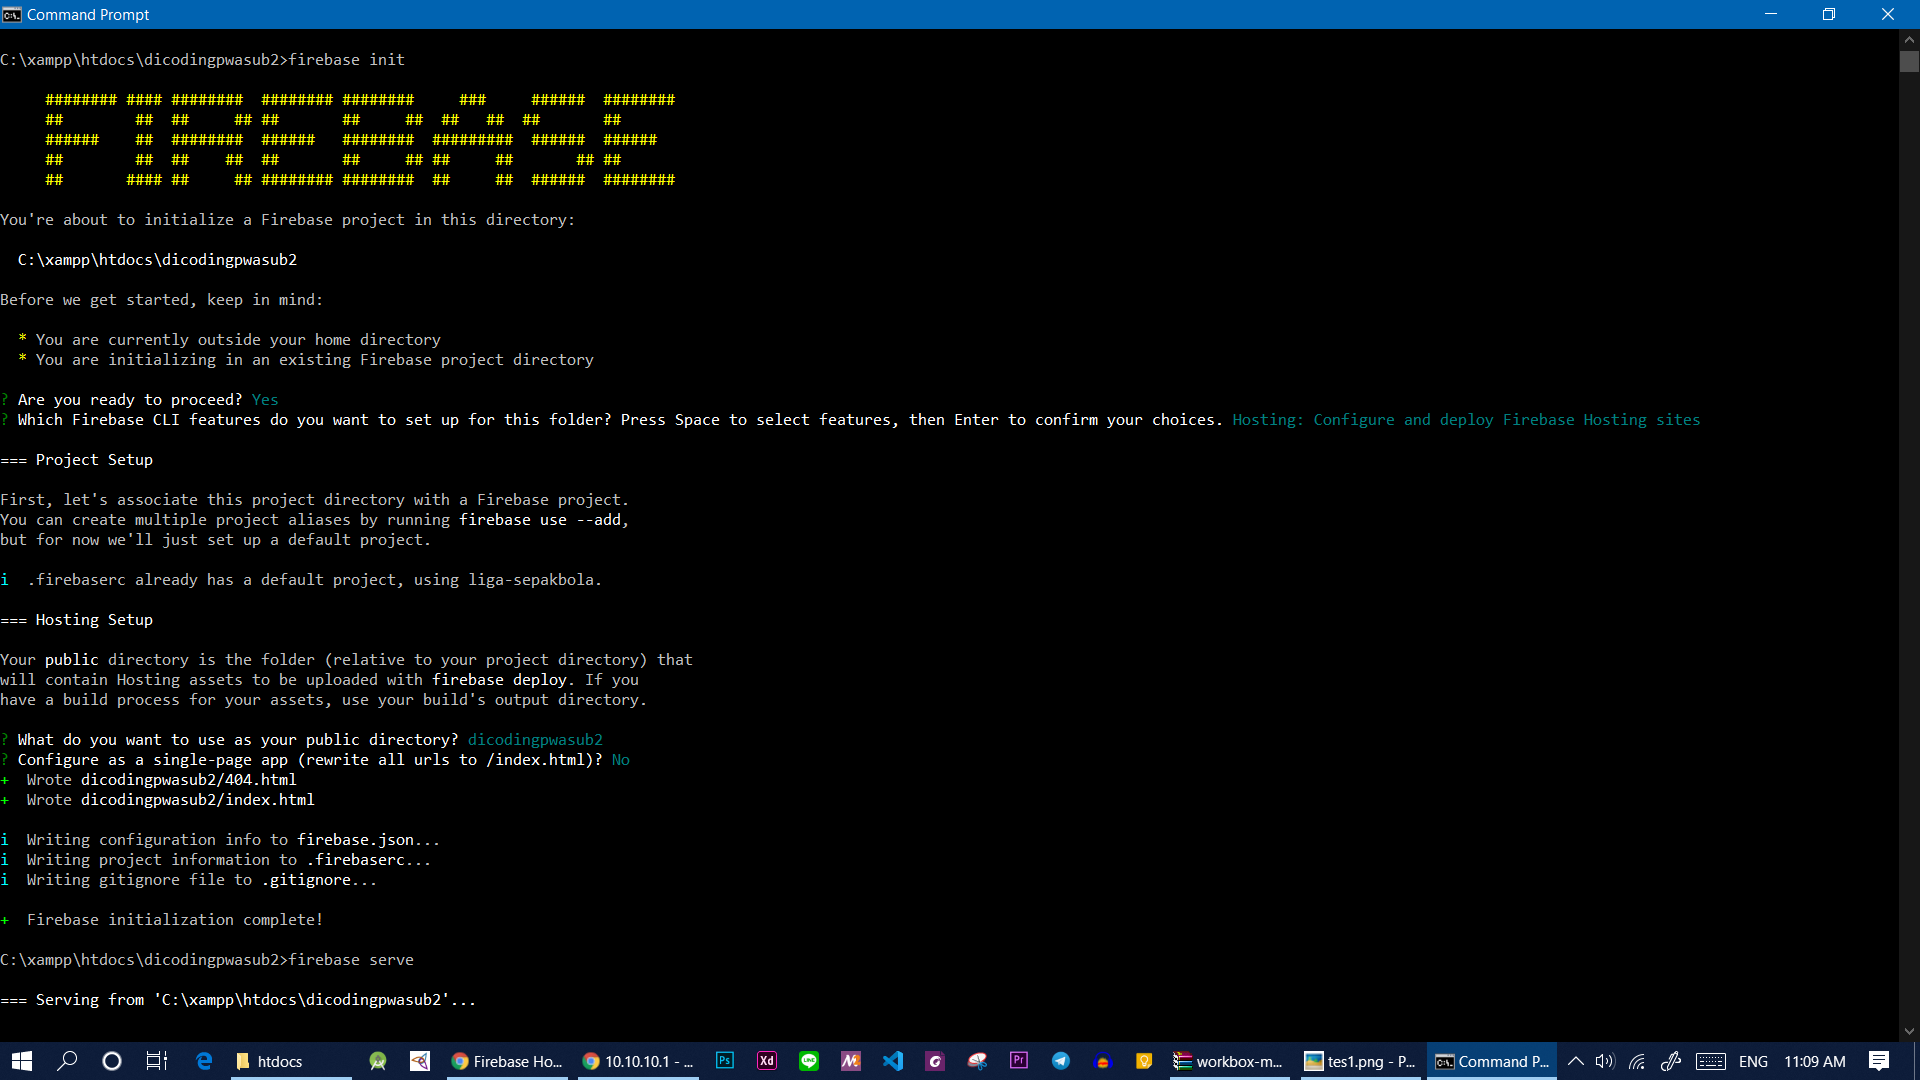 Command Prompt
C:\xampp\htdocs\dicodingpwasub2>firebase init
######## #### ########  ######## ########     ###     ######  ########
##        ##  ##     ## ##       ##     ##  ##   ##  ##       ##
######    ##  ########  ######   ########  #########  ######  ######
##        ##  ##    ##  ##       ##     ## ##     ##       ## ##
##       #### ##     ## ######## ########  ##     ##  ######  ########
You're about to initialize a Firebase project in this directory:
C:\xampp\htdocs\dicodingpwasub2
Before we get started, keep in mind:
* You are currently outside your home directory
* You are initializing in an existing Firebase project directory
? Are you ready to proceed? Yes
? Which Firebase CLI features do you want to set up for this folder? Press Space to select features, then Enter to confirm your choices. Hosting: Configure and deploy Firebase Hosting sites
=== Project Setup
First, let's associate this project directory with a Firebase project.
You can create multiple project aliases by running firebase use --add,
but for now we'll just set up a default project.
i  .firebaserc already has a default project, using liga-sepakbola.
=== Hosting Setup
Your public directory is the folder (relative to your project directory) that
will contain Hosting assets to be uploaded with firebase deploy. If you
have a build process for your assets, use your build's output directory.
? What do you want to use as your public directory? dicodingpwasub2
? Configure as a single-page app (rewrite all urls to /index.html)? No
+  Wrote dicodingpwasub2/404.html
+  Wrote dicodingpwasub2/index.html
i  Writing configuration info to firebase.json...
i  Writing project information to .firebaserc...
i  Writing gitignore file to .gitignore...
+  Firebase initialization complete!
C:\xampp\htdocs\dicodingpwasub2>firebase serve
=== Serving from 'C:\xampp\htdocs\dicodingpwasub2'...
htdocs Firebase Ho... 10.10.10.1 - ... Ps Xd Pr workbox-m... tes1.png - P... Command P... ENG 11:09 AM